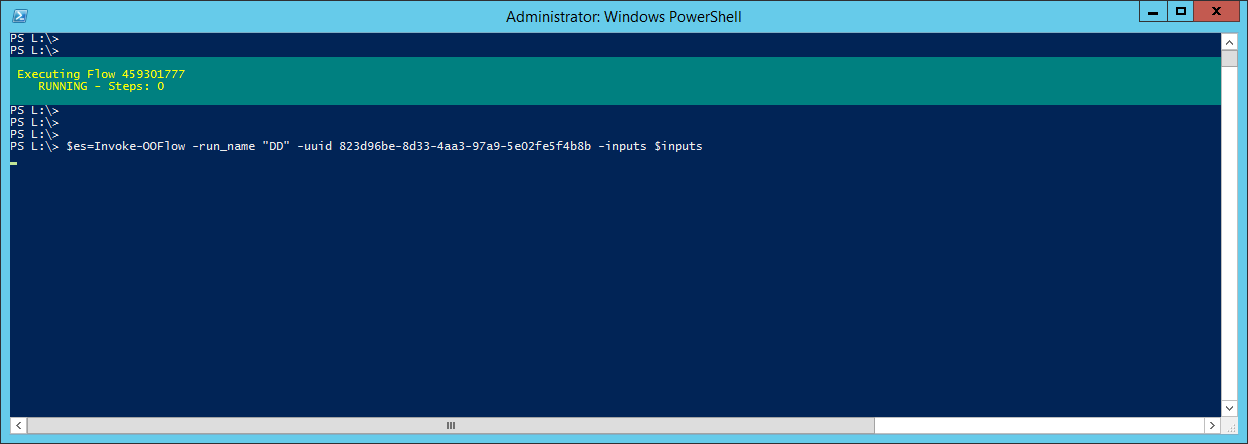 Administrator: Windows PowerShell
PS L:\>
PS L:\>
Executing Flow 459301777
RUNNING - Steps: 0
PS L:\>
PS L:\>
PS L:\>
PS L:\> $es=Invoke-OOFlow -run_name "DD" -uuid 823d96be-8d33-4aa3-97a9-5e02fe5f4b8b -inputs $inputs